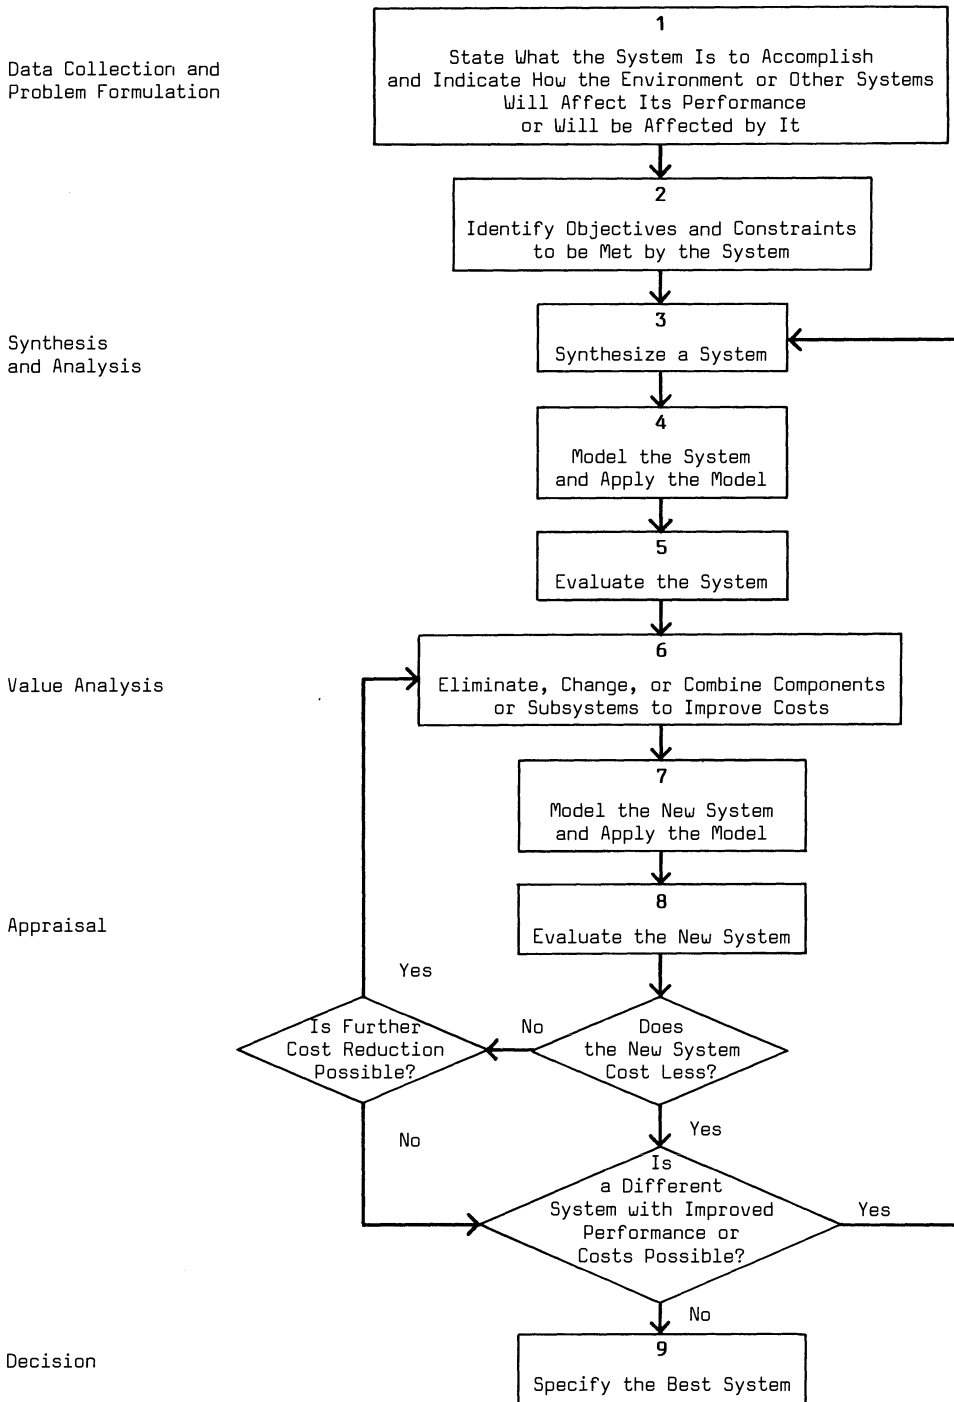 1
State What the System Is to Accomplish
and Indicate How the Environment or Other Systems
Will Affect Its Performance
or Will be Affected by It
Data Collection and
Problem Formulation
2
Identify Objectives and Constraints
to be Met by the System
3
Synthesize a System
Synthesis
and Analysis
4
Model the System
and Apply the Model
5
Evaluate the System
6
Eliminate, Change, or Combine Components
or Subsystems to Improve Costs
Value Analysis
7
Model the New System
and Apply the Model
8
Evaluate the New System
Appraisal
Yes
Is Further
Cost Reduction
Possible?
No
Does
the New System
Cost Less?
No
Yes
Is
a Different
System with Improved
Performance or
Costs Possible?
Yes
No
9
Specify the Best System
Decision